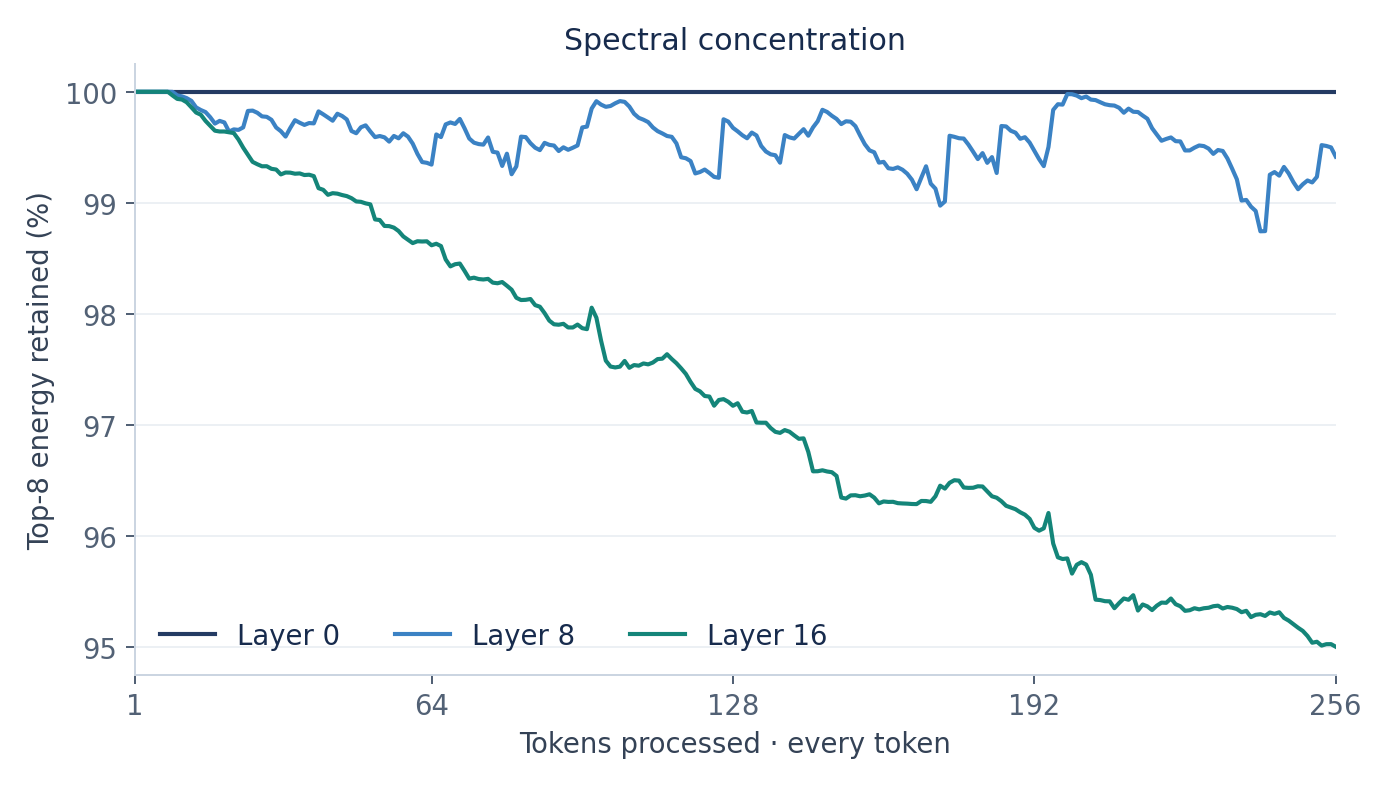 Spectral concentration
Top-8 energy retained (%)
100
99
98
97
96
95
Layer 0 Layer 8 Layer 16
1 64 128 192 256
Tokens processed · every token